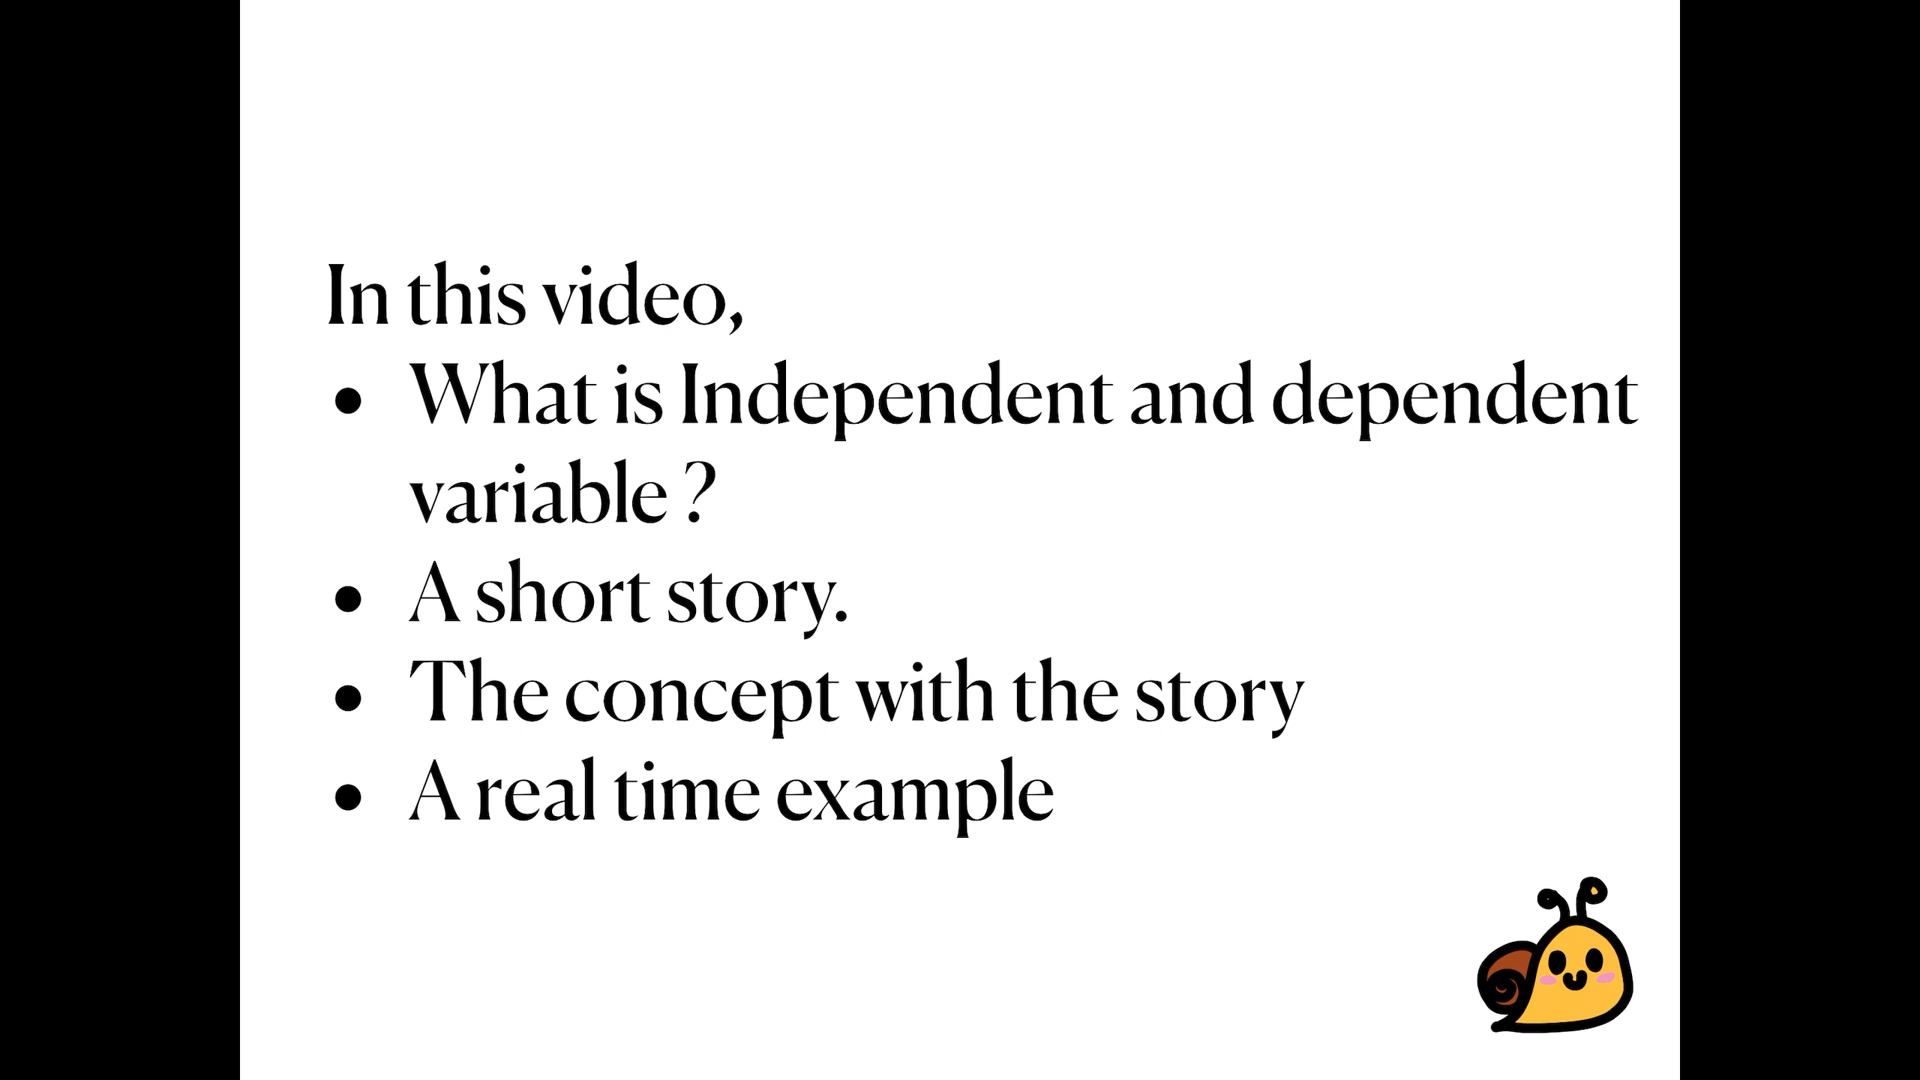 In this video,
• What is Independent and dependent
variable ?
• A short story.
• The concept with the story
• A real time example